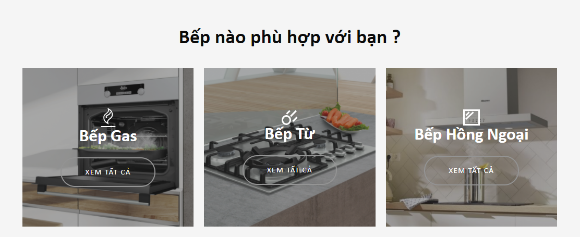 Bếp nào phù hợp với bạn ?
Bếp Gas
XEM TẤT CẢ
Bếp Từ
XEM TẤT CẢ
Bếp Hồng Ngoại
XEM TẤT CẢ